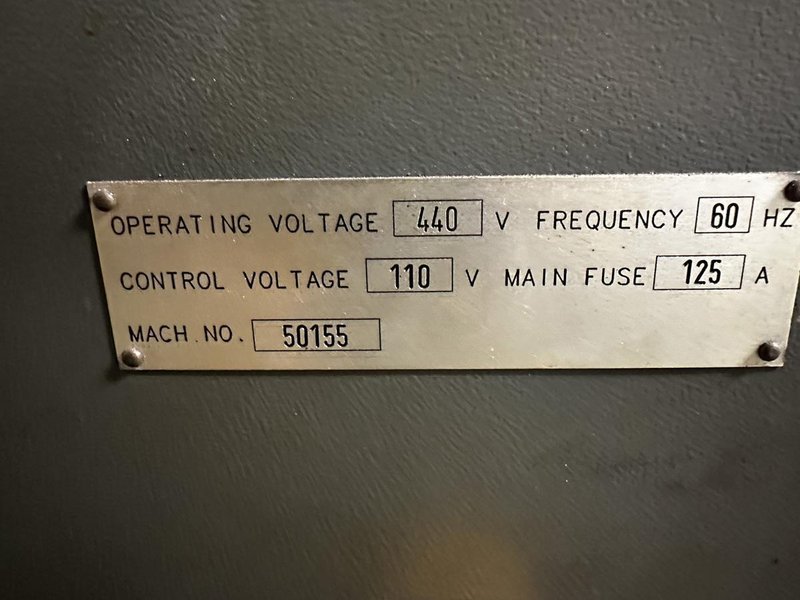 OPERATING VOLTAGE 440 V FREQUENCY 60 HZ
CONTROL VOLTAGE 110 V MAIN FUSE 125 A
MACH. NO. 50155